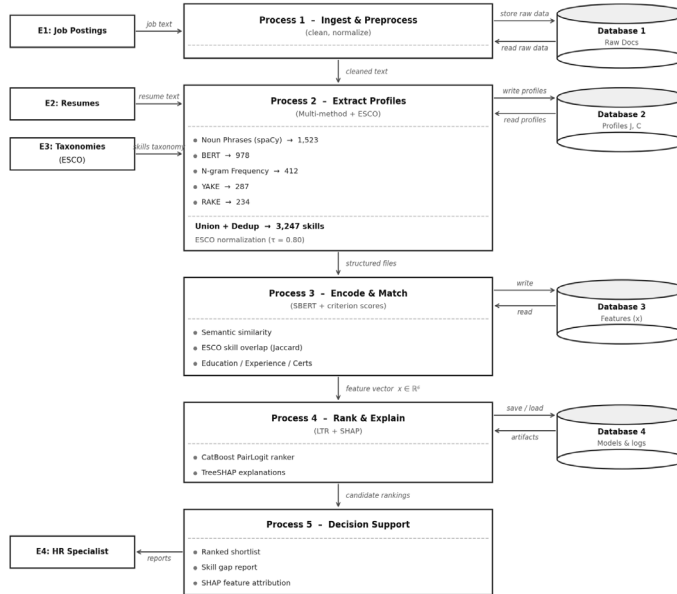 E1: Job Postings
job text
Process 1 – Ingest & Preprocess
(clean, normalize)
store raw data
read raw data
Database 1
Raw Docs
cleaned text
E2: Resumes
resume text
E3: Taxonomies
(ESCO)
skills taxonomy
Process 2 – Extract Profiles
(Multi-method + ESCO)
• Noun Phrases (spaCy) → 1,523
• BERT → 978
• N-gram Frequency → 412
• YAKE → 287
• RAKE → 234
Union + Dedup → 3,247 skills
ESCO normalization (τ = 0.80)
write profiles
read profiles
Database 2
Profiles J, C
structured files
Process 3 – Encode & Match
(SBERT + criterion scores)
• Semantic similarity
• ESCO skill overlap (Jaccard)
• Education / Experience / Certs
write
read
Database 3
Features (x)
feature vector x ∈ ℝᵈ
Process 4 – Rank & Explain
(LTR + SHAP)
• CatBoost PairLogit ranker
• TreeSHAP explanations
save / load
artifacts
Database 4
Models & logs
candidate rankings
Process 5 – Decision Support
• Ranked shortlist
• Skill gap report
• SHAP feature attribution
E4: HR Specialist
reports